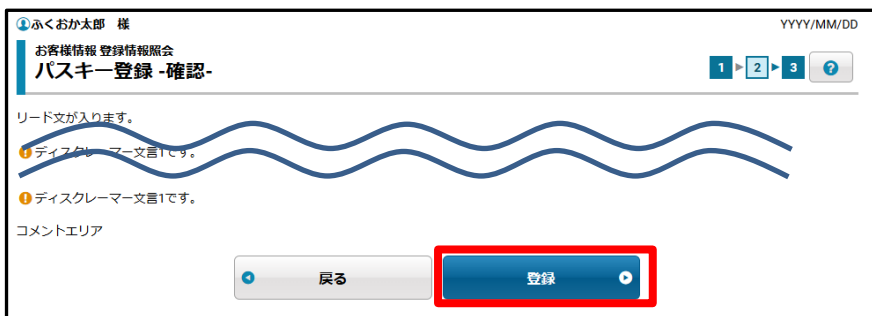 ふくおか太郎 様
YYYY/MM/DD
お客様情報 登録情報照会
パスキー登録 -確認-
1 2 3 ?
リード文が入ります。
! ディスクレーマー文言1です。
! ディスクレーマー文言1です。
コメントエリア
戻る
登録